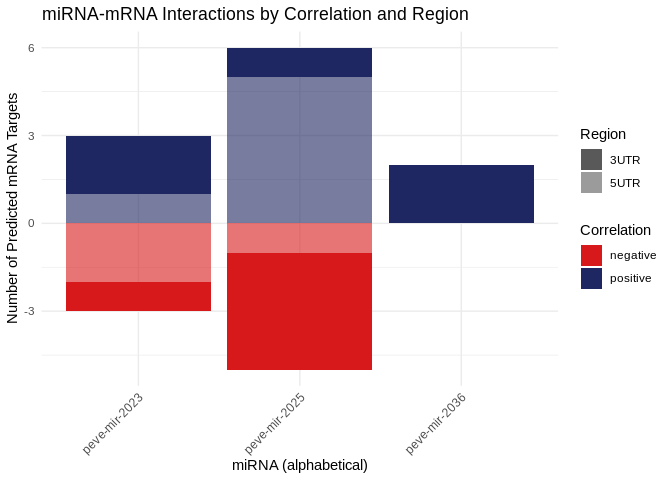 miRNA-mRNA Interactions by Correlation and Region
Number of Predicted mRNA Targets
6
3
0
-3
peve-mir-2023
peve-mir-2025
peve-mir-2036
miRNA (alphabetical)
Region
3UTR
5UTR
Correlation
negative
positive